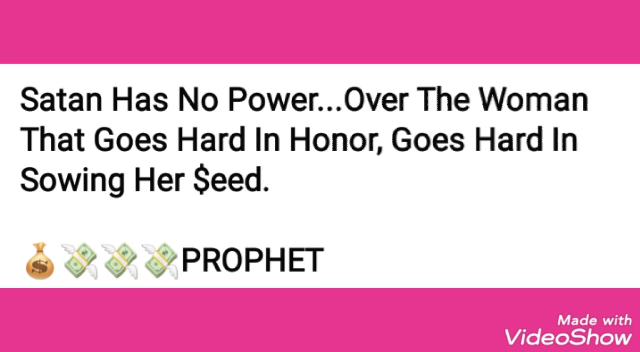 Satan Has No Power...Over The Woman
That Goes Hard In Honor, Goes Hard In
Sowing Her $eed.
💰💸💸💸PROPHET
Made with
VideoShow